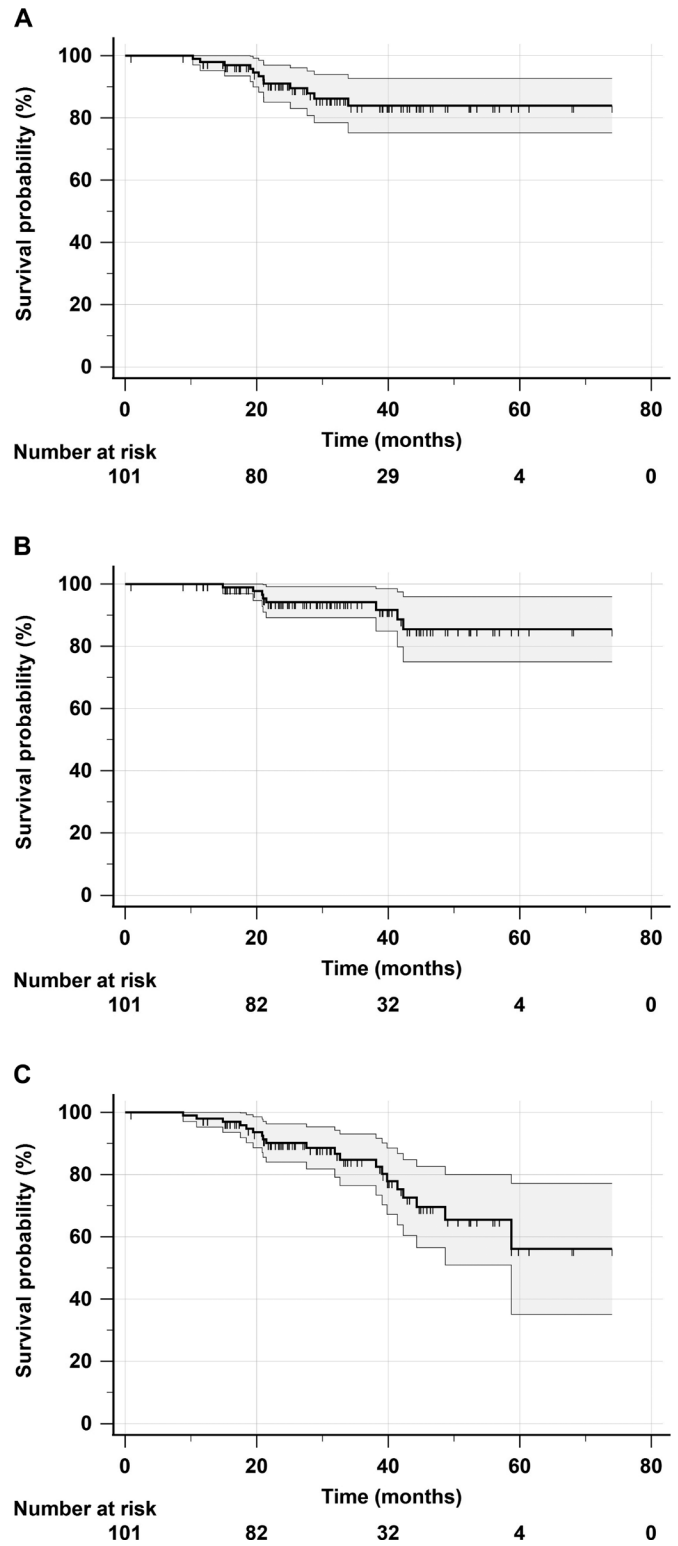 A
Survival probability (%)
100
80
60
40
20
0
0 20 40 60 80
Time (months)
Number at risk
101 80 29 4 0
B
Survival probability (%)
100
80
60
40
20
0
0 20 40 60 80
Time (months)
Number at risk
101 82 32 4 0
C
Survival probability (%)
100
80
60
40
20
0
0 20 40 60 80
Time (months)
Number at risk
101 82 32 4 0